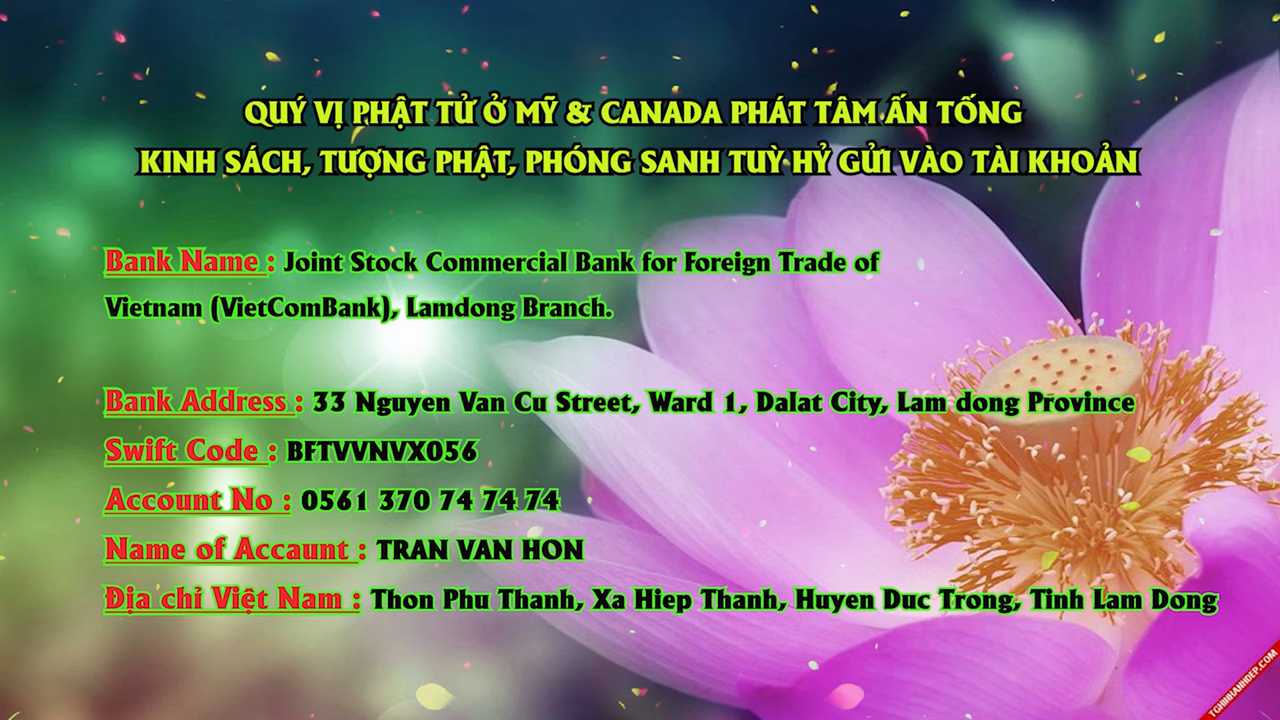 QUÝ VỊ PHẬT TỬ Ở MỸ & CANADA PHÁT TÂM ẤN TỐNG
KINH SÁCH, TƯỢNG PHẬT, PHÓNG SANH TUỲ HỶ GỬI VÀO TÀI KHOẢN
Bank Name : Joint Stock Commercial Bank for Foreign Trade of
Vietnam (VietComBank), Lamdong Branch.
Bank Address : 33 Nguyen Van Cu Street, Ward 1, Dalat City, Lam dong Province
Swift Code : BFTVVNVX056
Account No : 0561 370 74 74 74
Name of Accaunt : TRAN VAN HON
Địa chỉ Việt Nam : Thon Phu Thanh, Xa Hiep Thanh, Huyen Duc Trong, Tinh Lam Dong